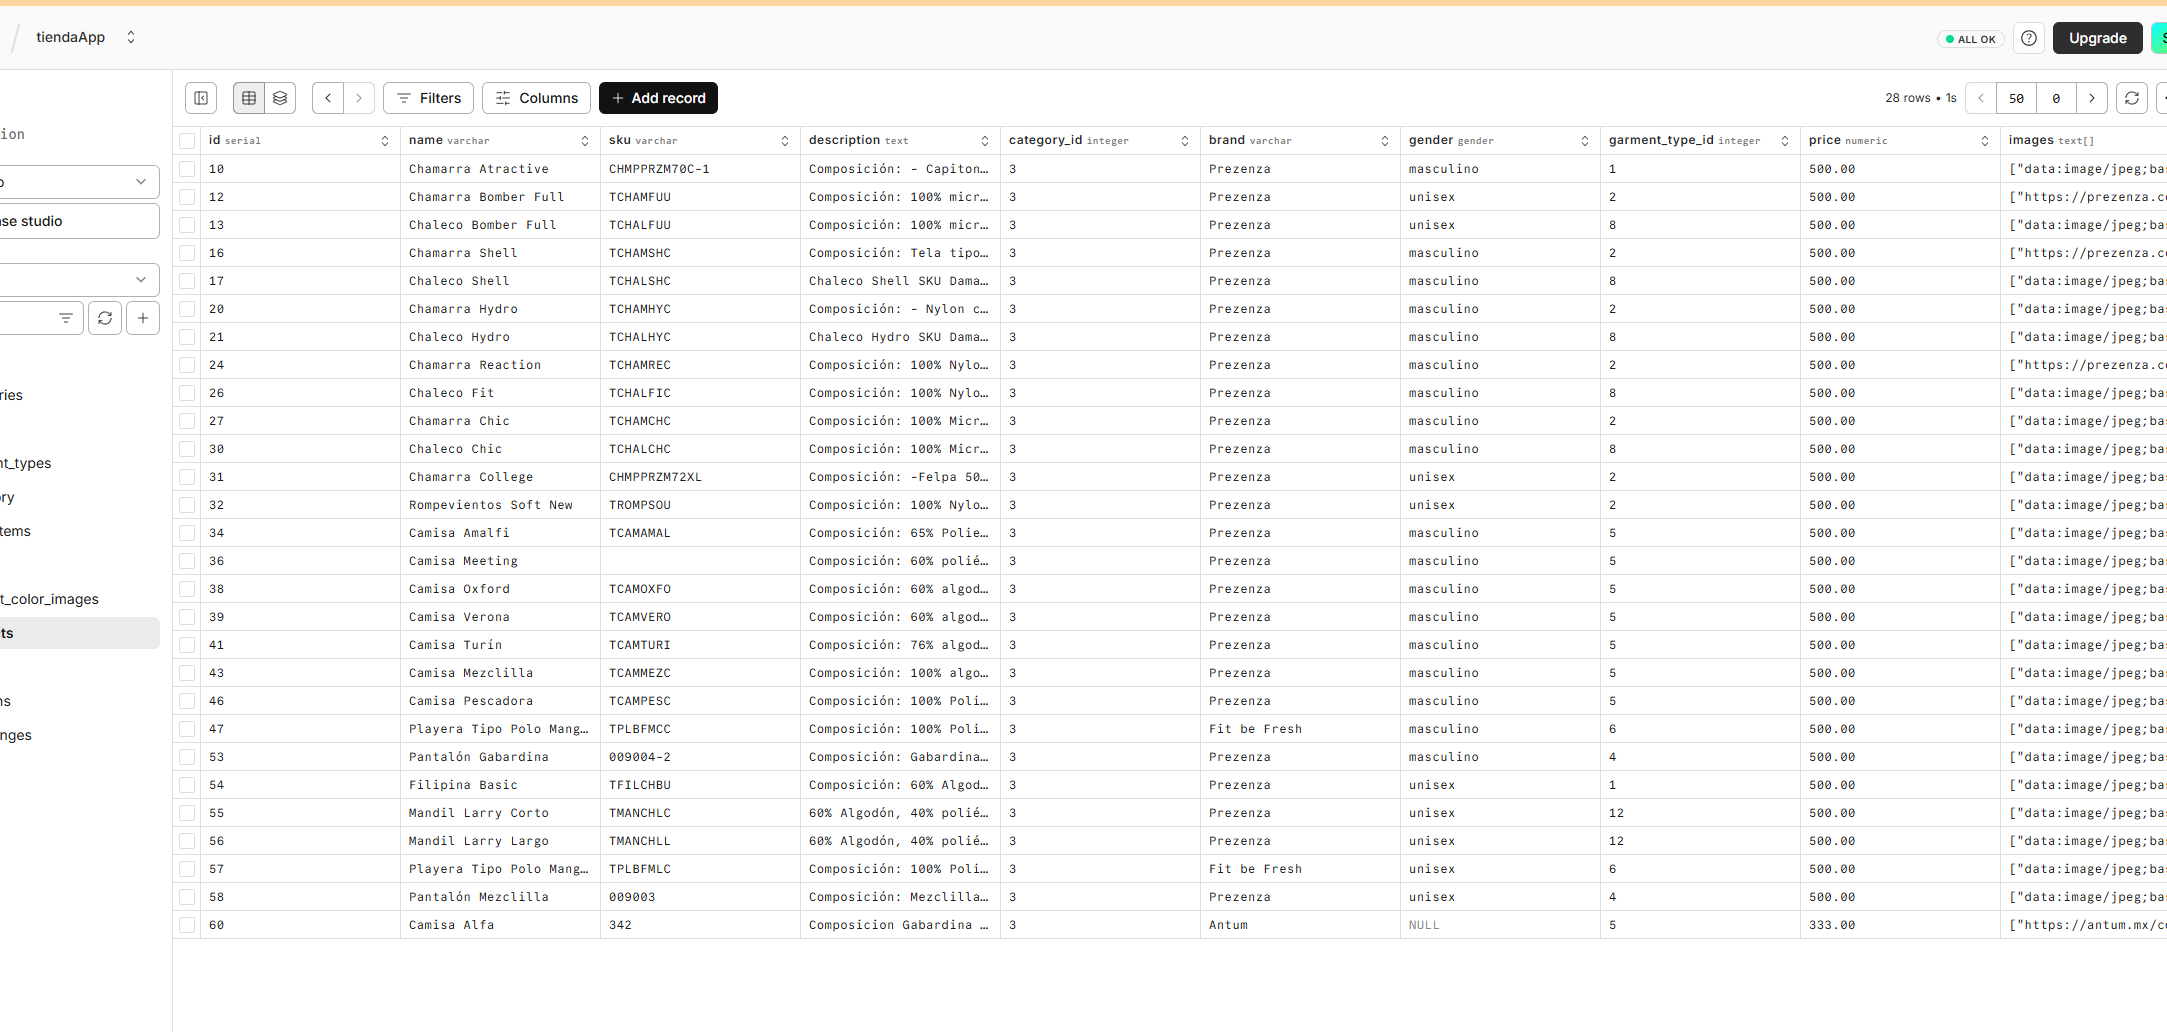 tiendaApp
ALL OK
Upgrade
Filters
Columns
+ Add record
28 rows • 1s
50
0
id serial name varchar sku varchar description text category_id integer brand varchar gender gender garment_type_id integer price numeric images text[]
10 Chamarra Atractive CHMPPRZM70C-1 Composición: - Capiton… 3 Prezenza masculino 1 500.00 ["data:image/jpeg;ba
12 Chamarra Bomber Full TCHAMFUU Composición: 100% micr… 3 Prezenza unisex 2 500.00 ["https://prezenza.c
13 Chaleco Bomber Full TCHALFUU Composición: 100% micr… 3 Prezenza unisex 8 500.00 ["data:image/jpeg;ba
16 Chamarra Shell TCHAMSHC Composición: Tela tipo… 3 Prezenza masculino 2 500.00 ["https://prezenza.c
17 Chaleco Shell TCHALSHC Chaleco Shell SKU Dama… 3 Prezenza masculino 8 500.00 ["data:image/jpeg;ba
20 Chamarra Hydro TCHAMHYC Composición: - Nylon c… 3 Prezenza masculino 2 500.00 ["data:image/jpeg;ba
21 Chaleco Hydro TCHALHYC Chaleco Hydro SKU Dama… 3 Prezenza masculino 8 500.00 ["data:image/jpeg;ba
24 Chamarra Reaction TCHAMREC Composición: 100% Nylo… 3 Prezenza masculino 2 500.00 ["https://prezenza.c
26 Chaleco Fit TCHALFIC Composición: 100% Nylo… 3 Prezenza masculino 8 500.00 ["data:image/jpeg;ba
27 Chamarra Chic TCHAMCHC Composición: 100% Micr… 3 Prezenza masculino 2 500.00 ["data:image/jpeg;ba
30 Chaleco Chic TCHALCHC Composición: 100% Micr… 3 Prezenza masculino 8 500.00 ["data:image/jpeg;ba
31 Chamarra College CHMPPRZM72XL Composición: -Felpa 50… 3 Prezenza unisex 2 500.00 ["data:image/jpeg;ba
32 Rompevientos Soft New TROMPSOU Composición: 100% Nylo… 3 Prezenza unisex 2 500.00 ["data:image/jpeg;ba
34 Camisa Amalfi TCAMAMAL Composición: 65% Polie… 3 Prezenza masculino 5 500.00 ["data:image/jpeg;ba
36 Camisa Meeting Composición: 60% polié… 3 Prezenza masculino 5 500.00 ["data:image/jpeg;ba
38 Camisa Oxford TCAMOXFO Composición: 60% algod… 3 Prezenza masculino 5 500.00 ["data:image/jpeg;ba
39 Camisa Verona TCAMVERO Composición: 60% algod… 3 Prezenza masculino 5 500.00 ["data:image/jpeg;ba
41 Camisa Turín TCAMTURI Composición: 76% algod… 3 Prezenza masculino 5 500.00 ["data:image/jpeg;ba
43 Camisa Mezclilla TCAMMEZC Composición: 100% algo… 3 Prezenza masculino 5 500.00 ["data:image/jpeg;ba
46 Camisa Pescadora TCAMPESC Composición: 100% Poli… 3 Prezenza masculino 5 500.00 ["data:image/jpeg;ba
47 Playera Tipo Polo Mang… TPLBFMCC Composición: 100% Poli… 3 Fit be Fresh masculino 6 500.00 ["data:image/jpeg;ba
53 Pantalón Gabardina 009004-2 Composición: Gabardina… 3 Prezenza masculino 4 500.00 ["data:image/jpeg;ba
54 Filipina Basic TFILCHBU Composición: 60% Algod… 3 Prezenza unisex 1 500.00 ["data:image/jpeg;ba
55 Mandil Larry Corto TMANCHLC 60% Algodón, 40% polié… 3 Prezenza unisex 12 500.00 ["data:image/jpeg;ba
56 Mandil Larry Largo TMANCHLL 60% Algodón, 40% polié… 3 Prezenza unisex 12 500.00 ["data:image/jpeg;ba
57 Playera Tipo Polo Mang… TPLBFMLC Composición: 100% Poli… 3 Fit be Fresh unisex 6 500.00 ["data:image/jpeg;ba
58 Pantalón Mezclilla 009003 Composición: Mezclilla… 3 Prezenza unisex 4 500.00 ["data:image/jpeg;ba
60 Camisa Alfa 342 Composicion Gabardina … 3 Antum NULL 5 333.00 ["https://antum.mx/c
ion
se studio
ries
t_types
ry
tems
t_color_images
ts
ns
nges